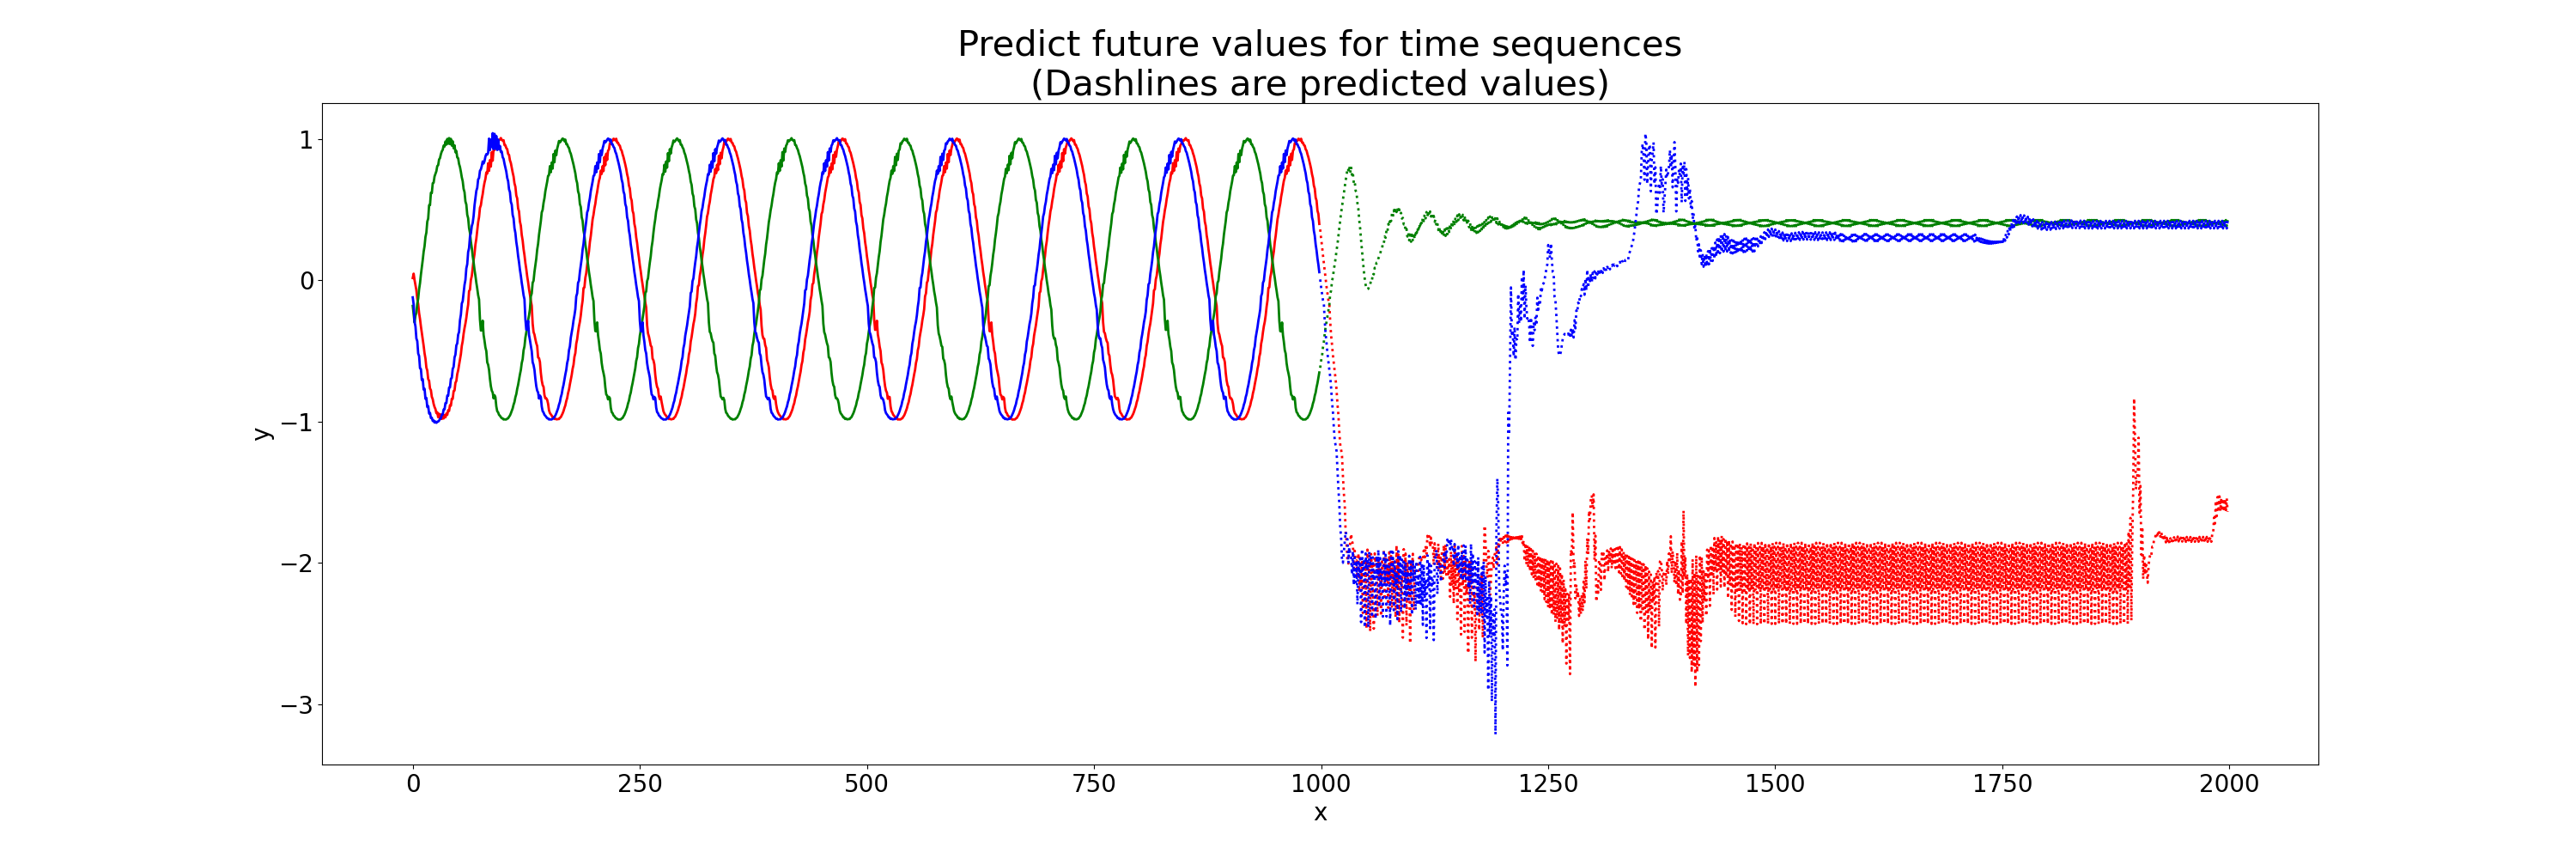 Predict future values for time sequences
(Dashlines are predicted values)
1
0
−1
−2
−3
y
0 250 500 750 1000 1250 1500 1750 2000
x